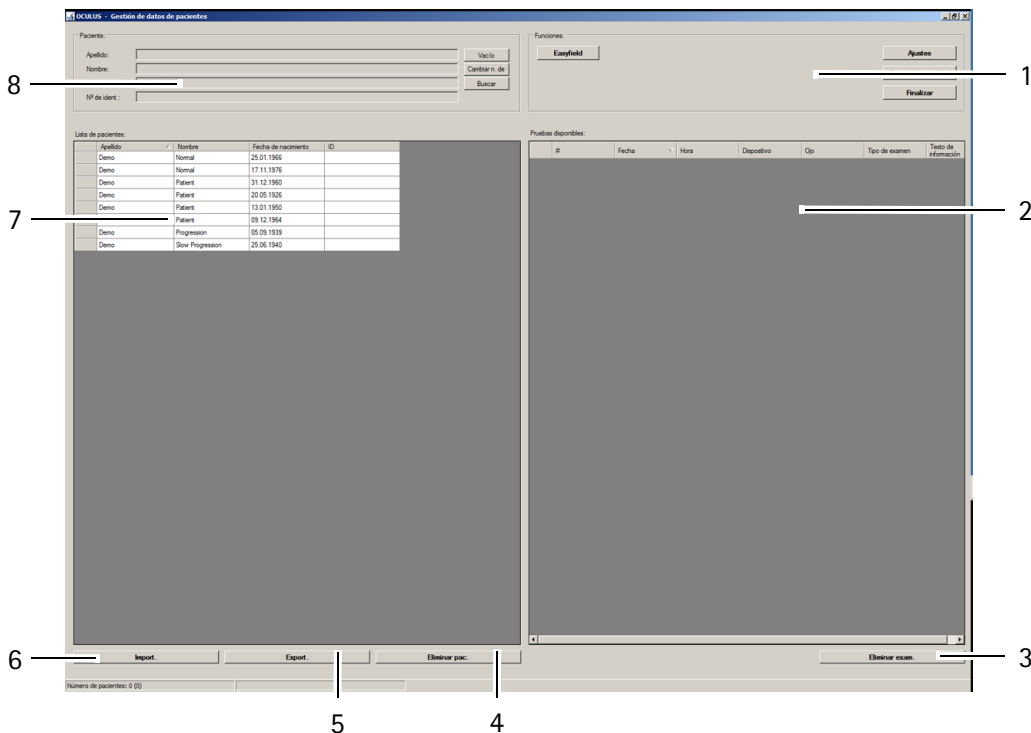 OCULUS - Gestión de datos de pacientes
Paciente:
Apellido:
Nombre:
Nº de ident.:
Vacío
Cambiar n. de
Buscar
Funciones:
Easyfield
Ajustes
Finalizar
8
1
Lista de pacientes:
Apellido Nombre Fecha de nacimiento ID
Demo Normal 25.01.1966
Demo Normal 17.11.1976
Demo Patient 31.12.1960
Demo Patient 20.05.1926
Demo Patient 13.01.1950
Patient 09.12.1964
Demo Progression 05.09.1939
Demo Slow Progression 25.06.1940
7
Pruebas disponibles:
# Fecha Hora Dispositivo Ojo Tipo de examen Texto de información
2
6
Import.
Export.
Eliminar pac.
Eliminar exam.
3
Número de pacientes: 0 (0)
5
4